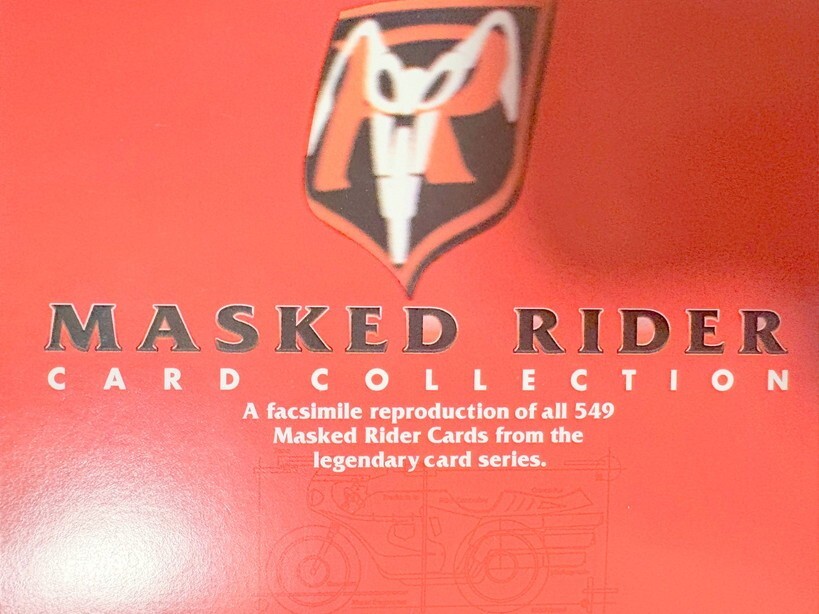 MASKED RIDER
CARD COLLECTION
A facsimile reproduction of all 549
Masked Rider Cards from the
legendary card series.